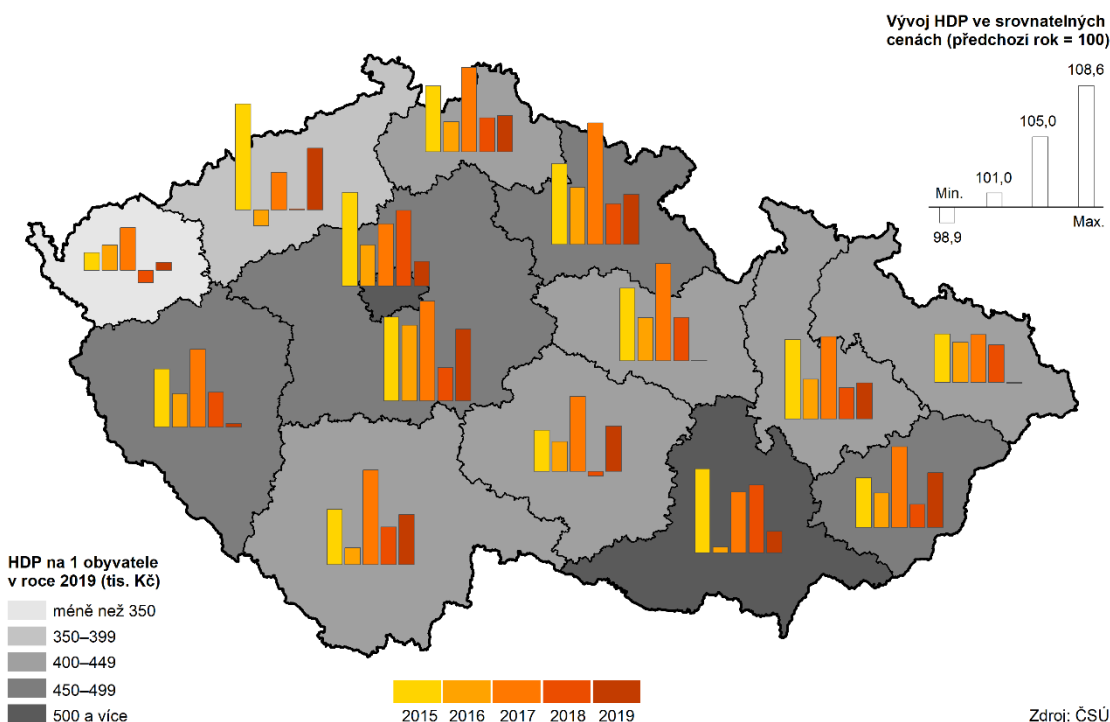 Vývoj HDP ve srovnatelných
cenách (předchozí rok = 100)
108,6
105,0
101,0
Min.
98,9
Max.
HDP na 1 obyvatele
v roce 2019 (tis. Kč)
méně než 350
350–399
400–449
450–499
500 a více
2015 2016 2017 2018 2019
Zdroj: ČSÚ